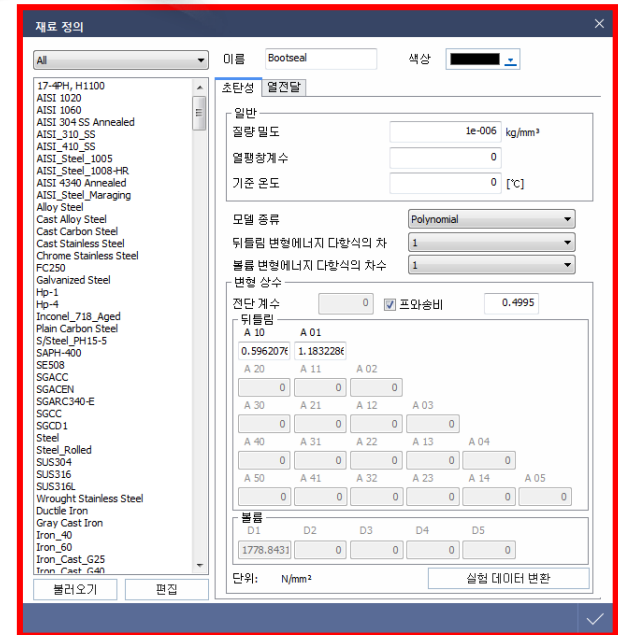 재료 정의
All
이름 Bootseal 색상
17-4PH, H1100
AISI 1020
AISI 1060
AISI 304 SS Annealed
AISI_310_SS
AISI_410_SS
AISI_Steel_1005
AISI_Steel_1008-HR
AISI 4340 Annealed
AISI_Steel_Maraging
Alloy Steel
Cast Alloy Steel
Cast Carbon Steel
Cast Stainless Steel
Chrome Stainless Steel
FC250
Galvanized Steel
Hp-1
Hp-4
Inconel_718_Aged
Plain Carbon Steel
S/Steel_PH15-5
SAPH-400
SE508
SGACC
SGACEN
SGARC340-E
SGCC
SGCD1
Steel
Steel_Rolled
SUS304
SUS316
SUS316L
Wrought Stainless Steel
Ductile Iron
Gray Cast Iron
Iron_40
Iron_60
Iron_Cast_G25
Iron_Cast_G40
불러오기 편집
초탄성 열전달
일반
질량 밀도 1e-006 kg/mm³
열팽창계수 0
기준 온도 0 [℃]
모델 종류 Polynomial
뒤틀림 변형에너지 다항식의 차 1
볼륨 변형에너지 다항식의 차수 1
변형 상수
전단 계수 0 프와송비 0.4995
뒤틀림
A 10 A 01
0.5962076 1.1832286
A 20 A 11 A 02
0 0 0
A 30 A 21 A 12 A 03
0 0 0 0
A 40 A 31 A 22 A 13 A 04
0 0 0 0 0
A 50 A 41 A 32 A 23 A 14 A 05
0 0 0 0 0 0
볼륨
D1 D2 D3 D4 D5
1778.8431 0 0 0 0
단위: N/mm² 실험 데이터 변환